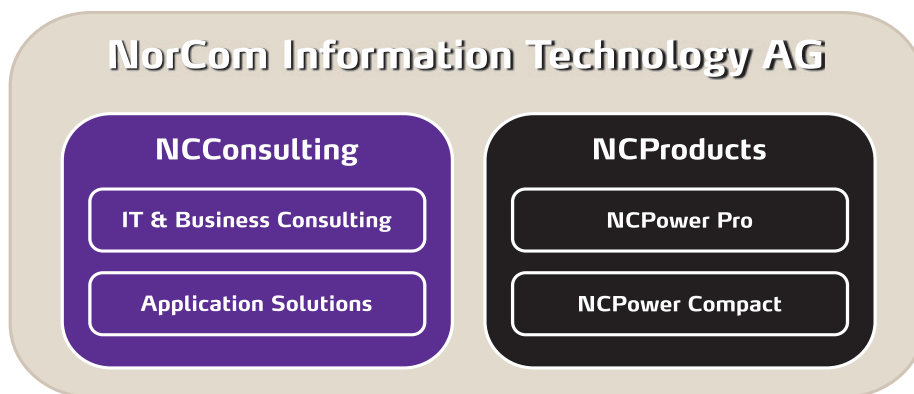 NorCom Information Technology AG
NCConsulting
IT & Business Consulting
Application Solutions
NCProducts
NCPower Pro
NCPower Compact